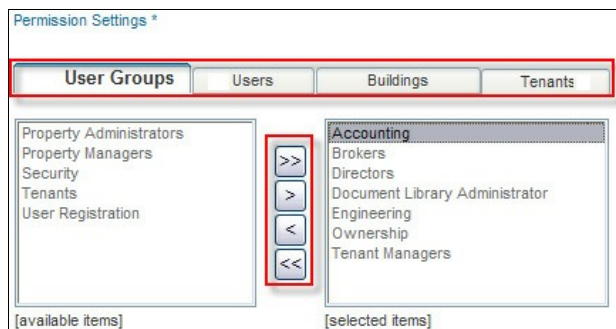 Permission Settings *
User Groups Users Buildings Tenants
Property Administrators
Property Managers
Security
Tenants
User Registration
>>
>
<
<<
Accounting
Brokers
Directors
Document Library Administrator
Engineering
Ownership
Tenant Managers
[available items] [selected items]